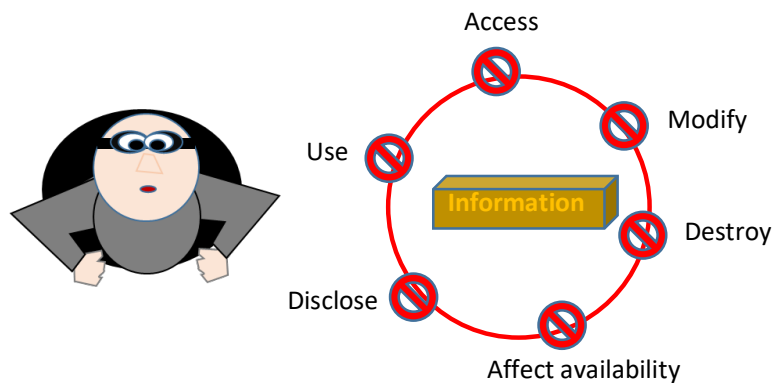 Access
Modify
Use
Information
Destroy
Disclose
Affect availability